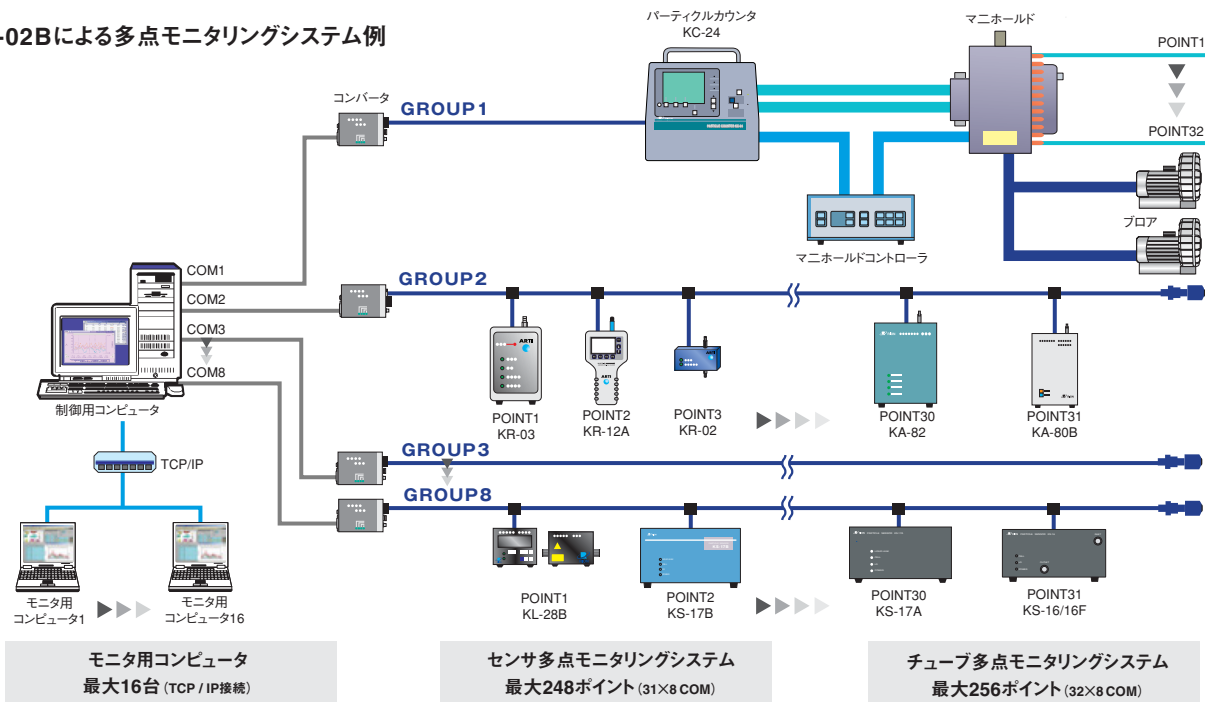 -02Bによる多点モニタリングシステム例
パーティクルカウンタ
KC-24
マニホールド
POINT1
POINT32
コンバータ
GROUP1
マニホールドコントローラ
ブロア
COM1
COM2
COM3
COM8
制御用コンピュータ
TCP/IP
モニタ用
コンピュータ1
モニタ用
コンピュータ16
GROUP2
ARTI
ARTI
ARTI
POINT1
KR-03
POINT2
KR-12A
POINT3
KR-02
POINT30
KA-82
POINT31
KA-80B
GROUP3
GROUP8
POINT1
KL-28B
POINT2
KS-17B
POINT30
KS-17A
POINT31
KS-16/16F
モニタ用コンピュータ
最大16台(TCP / IP接続)
センサ多点モニタリングシステム
最大248ポイント(31×8 COM)
チューブ多点モニタリングシステム
最大256ポイント(32×8 COM)